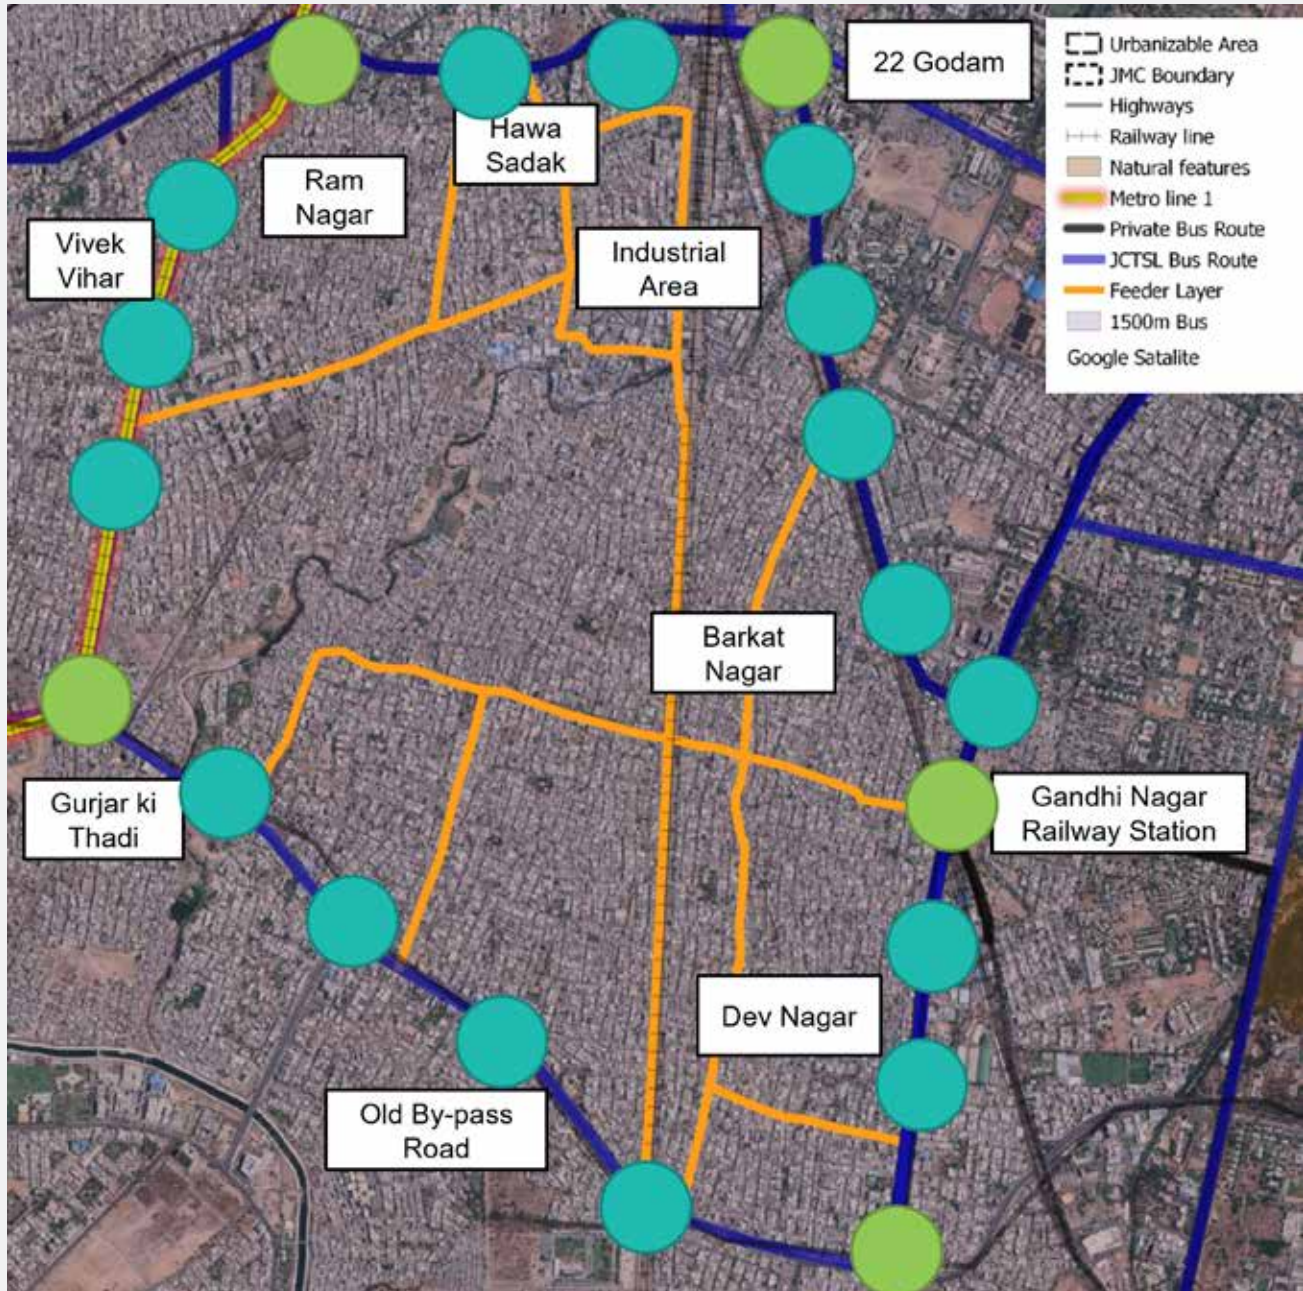 22 Godam
Hawa
Sadak
Ram
Nagar
Vivek
Vihar
Industrial
Area
Barkat
Nagar
Gurjar ki
Thadi
Gandhi Nagar
Railway Station
Dev Nagar
Old By-pass
Road
Urbanizable Area
JMC Boundary
Highways
Railway line
Natural features
Metro line 1
Private Bus Route
JCTSL Bus Route
Feeder Layer
1500m Bus
Google Satalite